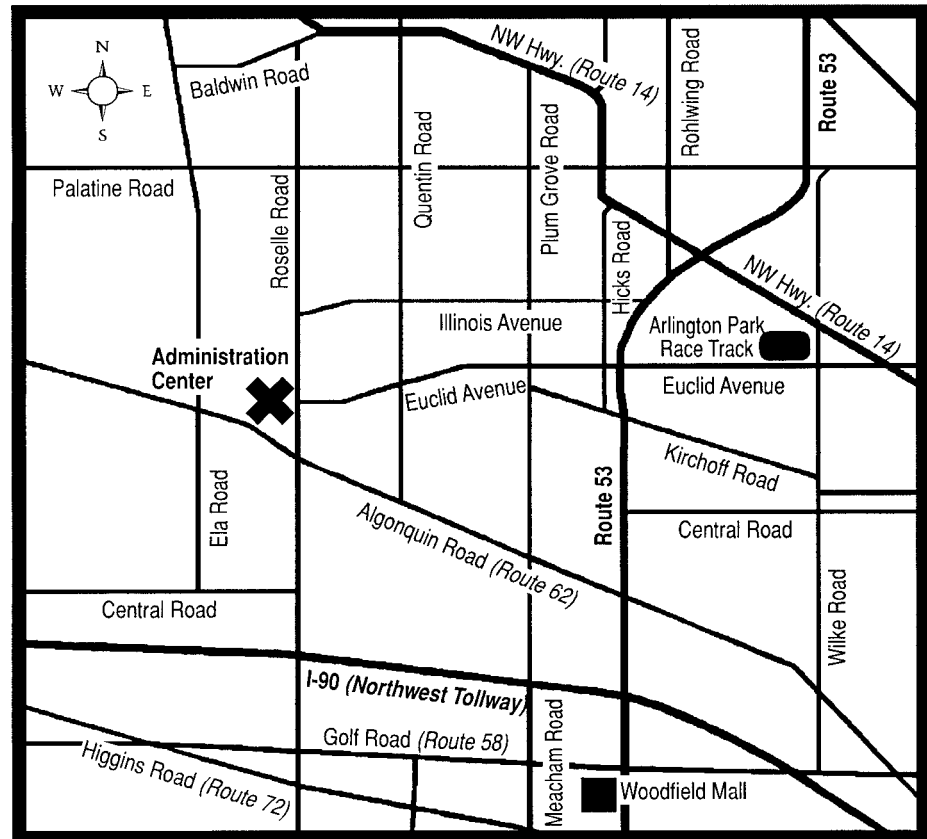 N
W E
S
Baldwin Road
NW Hwy. (Route 14)
Rohlwing Road
Route 53
Palatine Road
Roselle Road
Quentin Road
Plum Grove Road
Hicks Road
NW Hwy. (Route 14)
Illinois Avenue
Arlington Park
Race Track
Administration
Center
Euclid Avenue
Euclid Avenue
Kirchoff Road
Ela Road
Algonquin Road (Route 62)
Route 53
Central Road
Central Road
Wilke Road
I-90 (Northwest Tollway)
Golf Road (Route 58)
Meacham Road
Higgins Road (Route 72)
Woodfield Mall